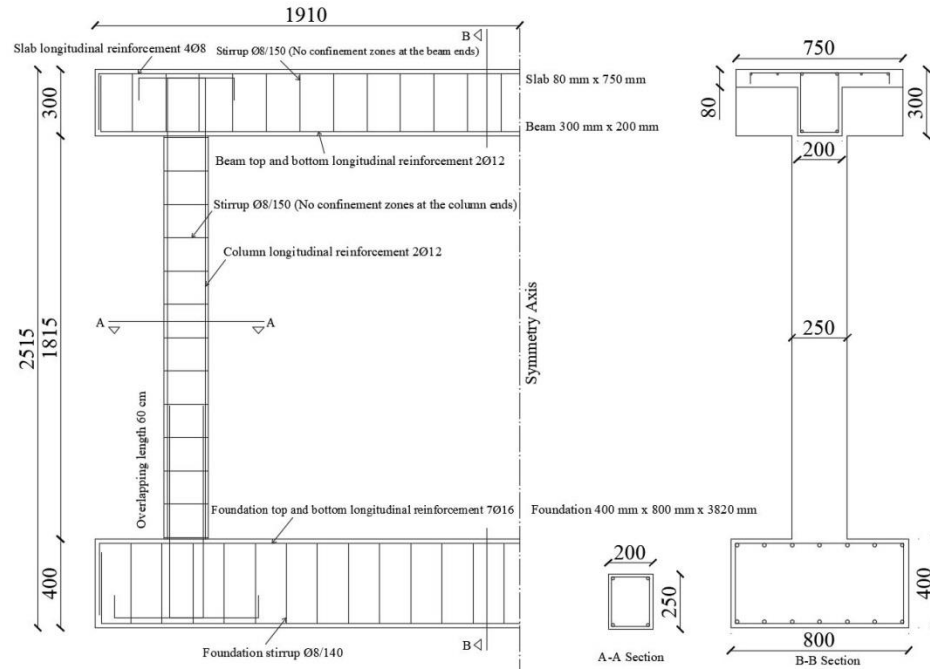 1910
B
Slab longitudinal reinforcement 4Ø8
Stirrup Ø8/150 (No confinement zones at the beam ends)
750
300
Slab 80 mm x 750 mm
80
300
Beam 300 mm x 200 mm
Beam top and bottom longitudinal reinforcement 2Ø12
200
Stirrup Ø8/150 (No confinement zones at the column ends)
Column longitudinal reinforcement 2Ø12
A
A
2515
1815
Symmetry Axis
250
Overlapping length 60 cm
Foundation top and bottom longitudinal reinforcement 7Ø16
Foundation 400 mm x 800 mm x 3820 mm
400
200
250
400
Foundation stirrup Ø8/140
B
A-A Section
800
B-B Section